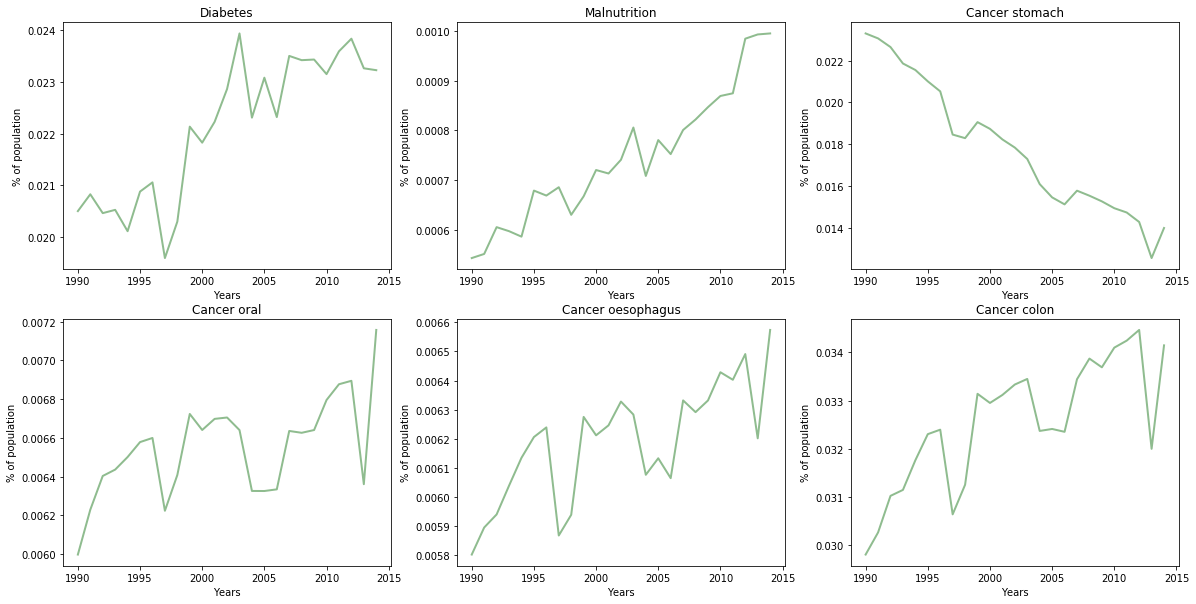 Diabetes
% of population
0.024
0.023
0.022
0.021
0.020
1990 1995 2000 2005 2010 2015
Years
Malnutrition
% of population
0.0010
0.0009
0.0008
0.0007
0.0006
1990 1995 2000 2005 2010 2015
Years
Cancer stomach
% of population
0.022
0.020
0.018
0.016
0.014
1990 1995 2000 2005 2010 2015
Years
Cancer oral
% of population
0.0072
0.0070
0.0068
0.0066
0.0064
0.0062
0.0060
1990 1995 2000 2005 2010 2015
Years
Cancer oesophagus
% of population
0.0066
0.0065
0.0064
0.0063
0.0062
0.0061
0.0060
0.0059
0.0058
1990 1995 2000 2005 2010 2015
Years
Cancer colon
% of population
0.034
0.033
0.032
0.031
0.030
1990 1995 2000 2005 2010 2015
Years